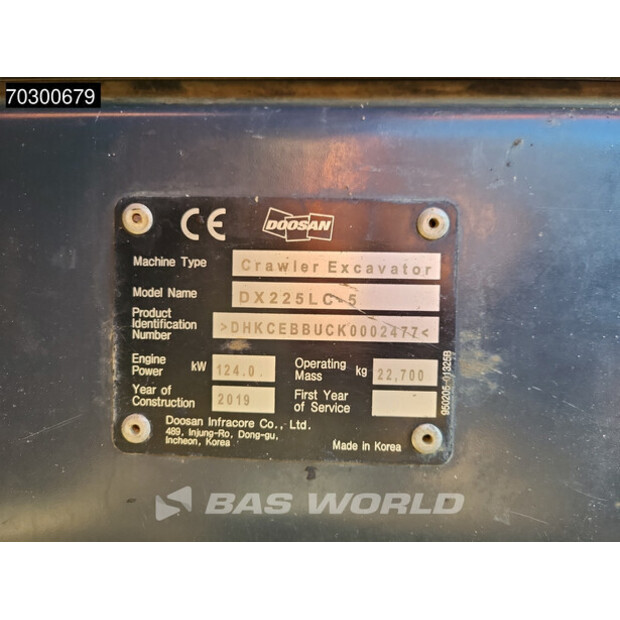 70300679
CE DOOSAN
Machine Type Crawler Excavator
Model Name DX225LC-5
Product Identification Number >DHKCEBBUCK0002477<
Engine Power kW 124.0. Operating Mass kg 22,700
Year of Construction 2019 First Year of Service
Doosan Infracore Co., Ltd.
489, Injung-Ro, Dong-gu,
Incheon, Korea
Made in Korea
950205-01325B
BAS WORLD